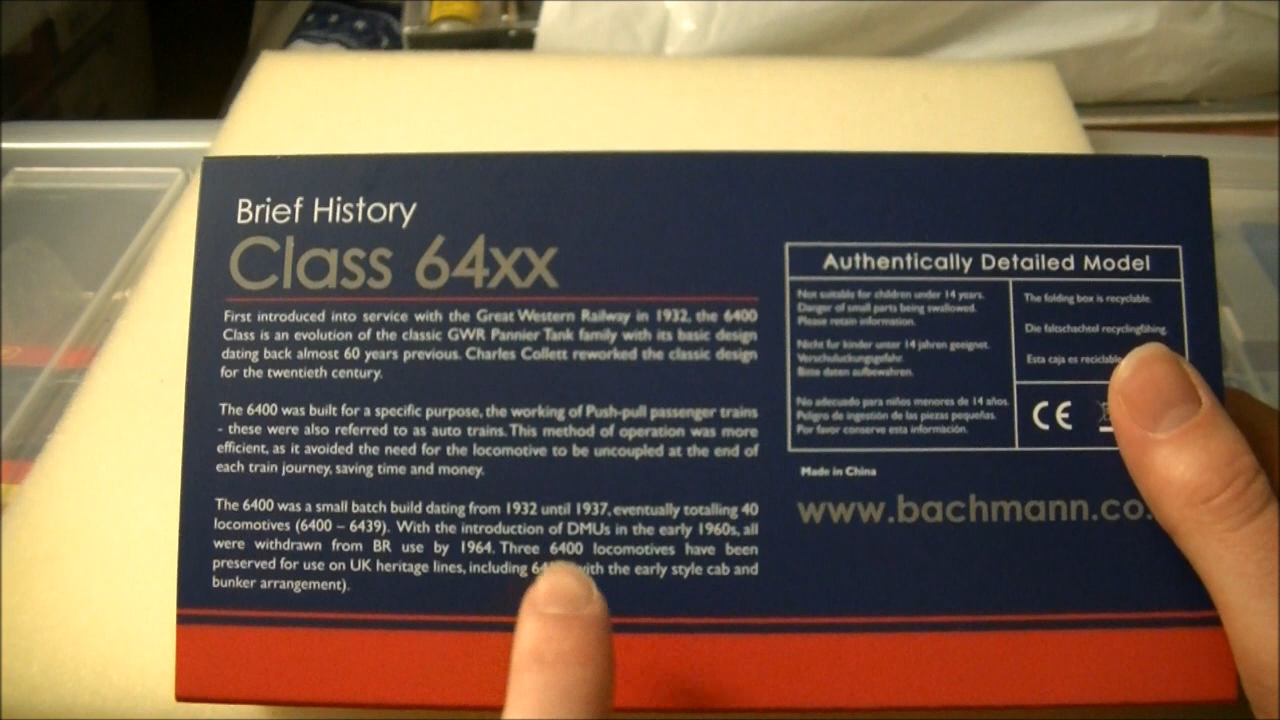 Brief History
Class 64xx
First introduced into service with the Great Western Railway in 1932, the 6400
Class is an evolution of the classic GWR Pannier Tank family with its basic design
dating back almost 60 years previous. Charles Collett reworked the classic design
for the twentieth century.
The 6400 was built for a specific purpose, the working of Push-pull passenger trains
- these were also referred to as auto trains. This method of operation was more
efficient, as it avoided the need for the locomotive to be uncoupled at the end of
each train journey, saving time and money.
The 6400 was a small batch build dating from 1932 until 1937, eventually totalling 40
locomotives (6400 – 6439). With the introduction of DMUs in the early 1960s, all
were withdrawn from BR use by 1964. Three 6400 locomotives have been
preserved for use on UK heritage lines, including with the early style cab and
bunker arrangement).
Authentically Detailed Model
Not suitable for children under 14 years.
Danger of small parts being swallowed.
Please retain information.
Nicht fur kinder unter 14 jahren geeignet.
Verschuluckungsgefahr.
Bitte daten aufbewahren.
No adecuado para niños menores de 14 años.
Peligro de ingestión de las piezas pequeñas.
Por favor conserve esta información.
The folding box is recyclable.
Die faltschachtel recyclingfähing.
Esta caja es reciclable
CE
Made in China
www.bachmann.co.